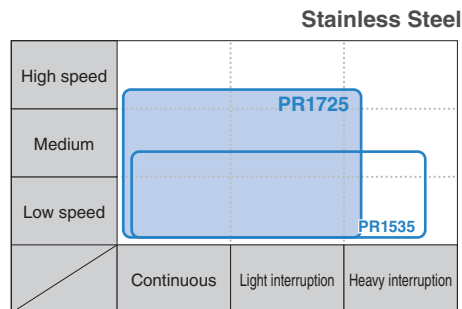 Stainless Steel
High speed
PR1725
Medium
Low speed
PR1535
Continuous
Light interruption
Heavy interruption